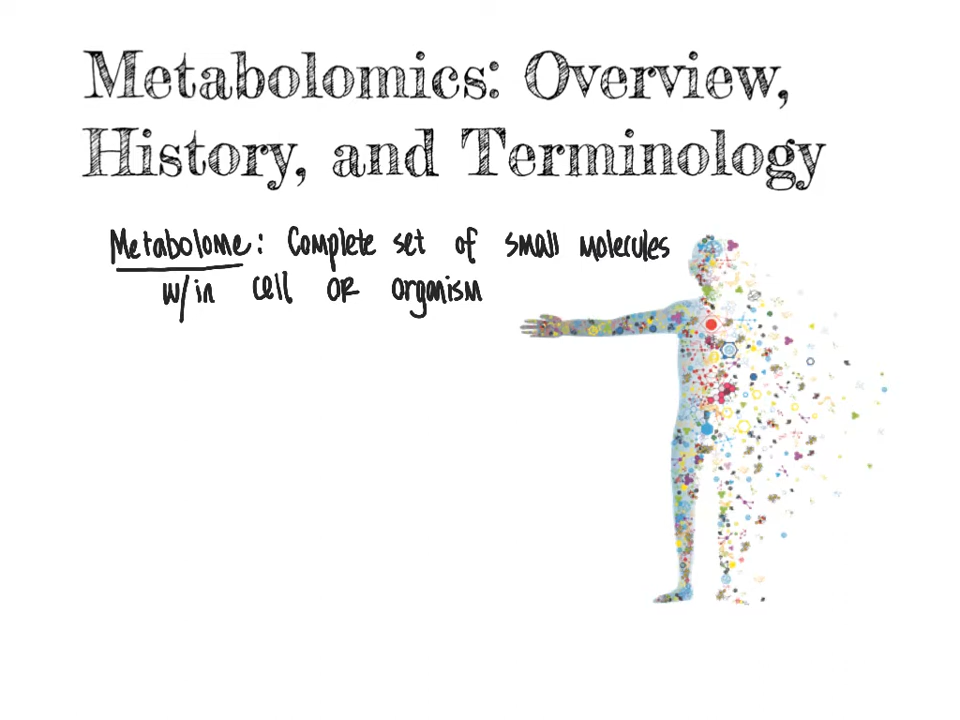 Metabolomics: Overview,
History, and Terminology
Metabolome: Complete set of small molecules
w/in cell OR organism